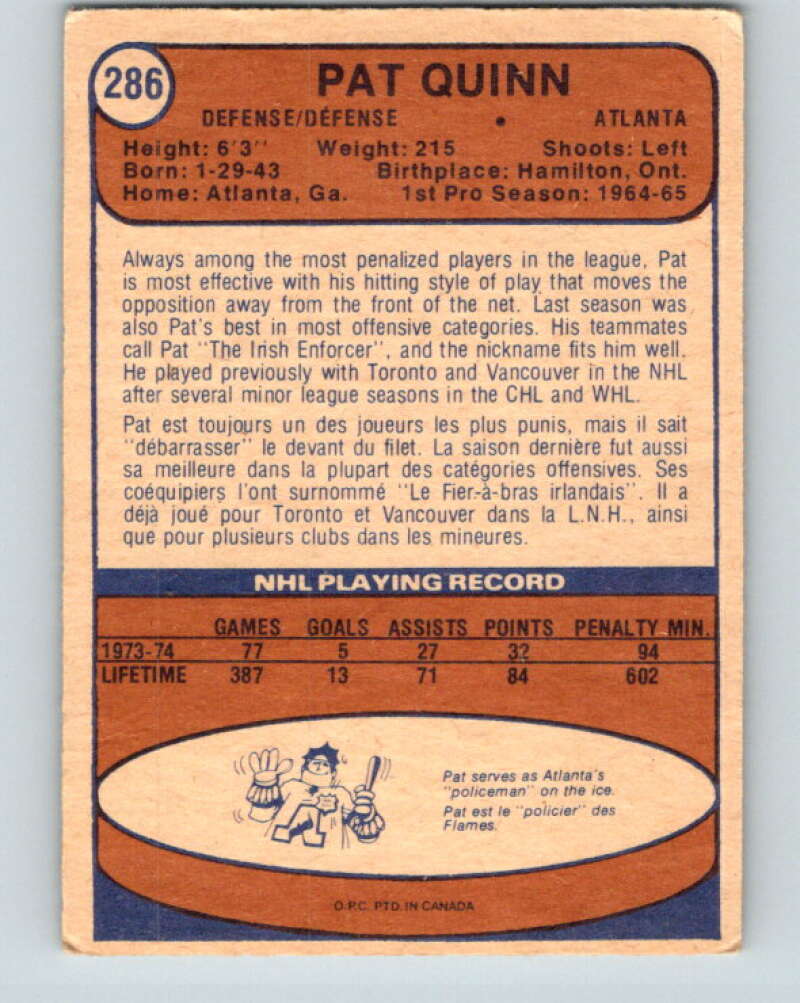 286
PAT QUINN
DEFENSE/DÉFENSE • ATLANTA
Height: 6'3" Weight: 215 Shoots: Left
Born: 1-29-43 Birthplace: Hamilton, Ont.
Home: Atlanta, Ga. 1st Pro Season: 1964-65
Always among the most penalized players in the league, Pat
is most effective with his hitting style of play that moves the
opposition away from the front of the net. Last season was
also Pat's best in most offensive categories. His teammates
call Pat "The Irish Enforcer", and the nickname fits him well.
He played previously with Toronto and Vancouver in the NHL
after several minor league seasons in the CHL and WHL.
Pat est toujours un des joueurs les plus punis, mais il sait
"débarrasser" le devant du filet. La saison dernière fut aussi
sa meilleure dans la plupart des catégories offensives. Ses
coéquipiers l'ont surnommé "Le Fier-à-bras irlandais". Il a
déjà joué pour Toronto et Vancouver dans la L.N.H., ainsi
que pour plusieurs clubs dans les mineures.
NHL PLAYING RECORD
GAMES GOALS ASSISTS POINTS PENALTY MIN.
1973-74 77 5 27 32 94
LIFETIME 387 13 71 84 602
Pat serves as Atlanta's
"policeman" on the ice.
Pat est le "policier" des
Flames.
O.P.C. PTD. IN CANADA